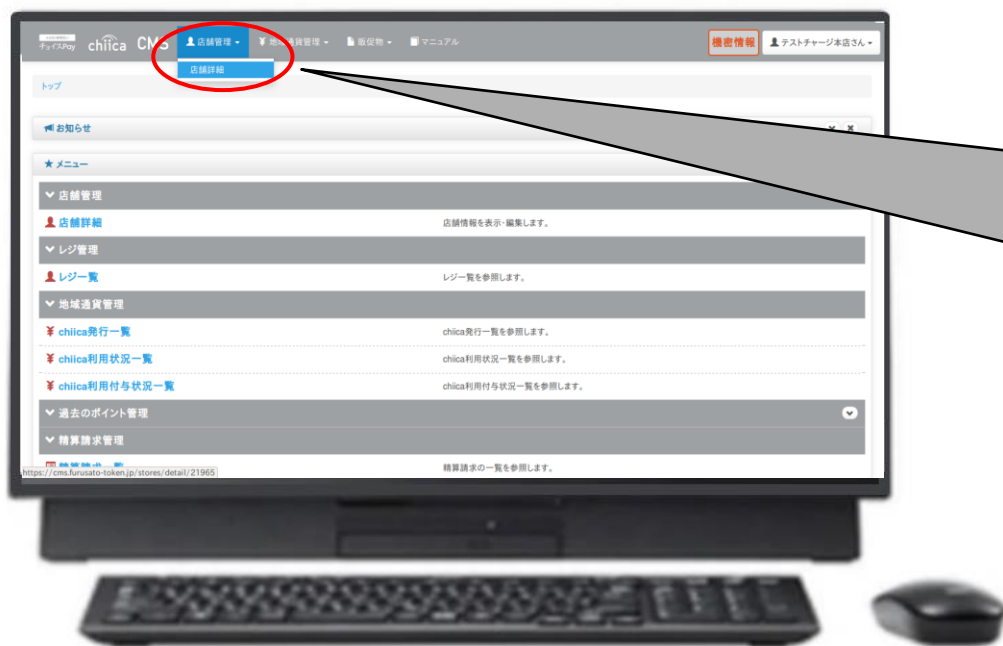 チョイスPay chiica CMS 店舗管理 ¥ 地域通貨管理 販促物 マニュアル 機密情報 テストチャージ本店さん
店舗詳細
トップ
お知らせ
メニュー
店舗管理
店舗詳細 店舗情報を表示・編集します。
レジ管理
レジ一覧 レジ一覧を参照します。
地域通貨管理
¥ chiica発行一覧 chiica発行一覧を参照します。
¥ chiica利用状況一覧 chiica利用状況一覧を参照します。
¥ chiica利用付与状況一覧 chiica利用付与状況一覧を参照します。
過去のポイント管理
精算請求管理
精算請求の一覧を参照します。
https://cms.furusato-token.jp/stores/detail/21965